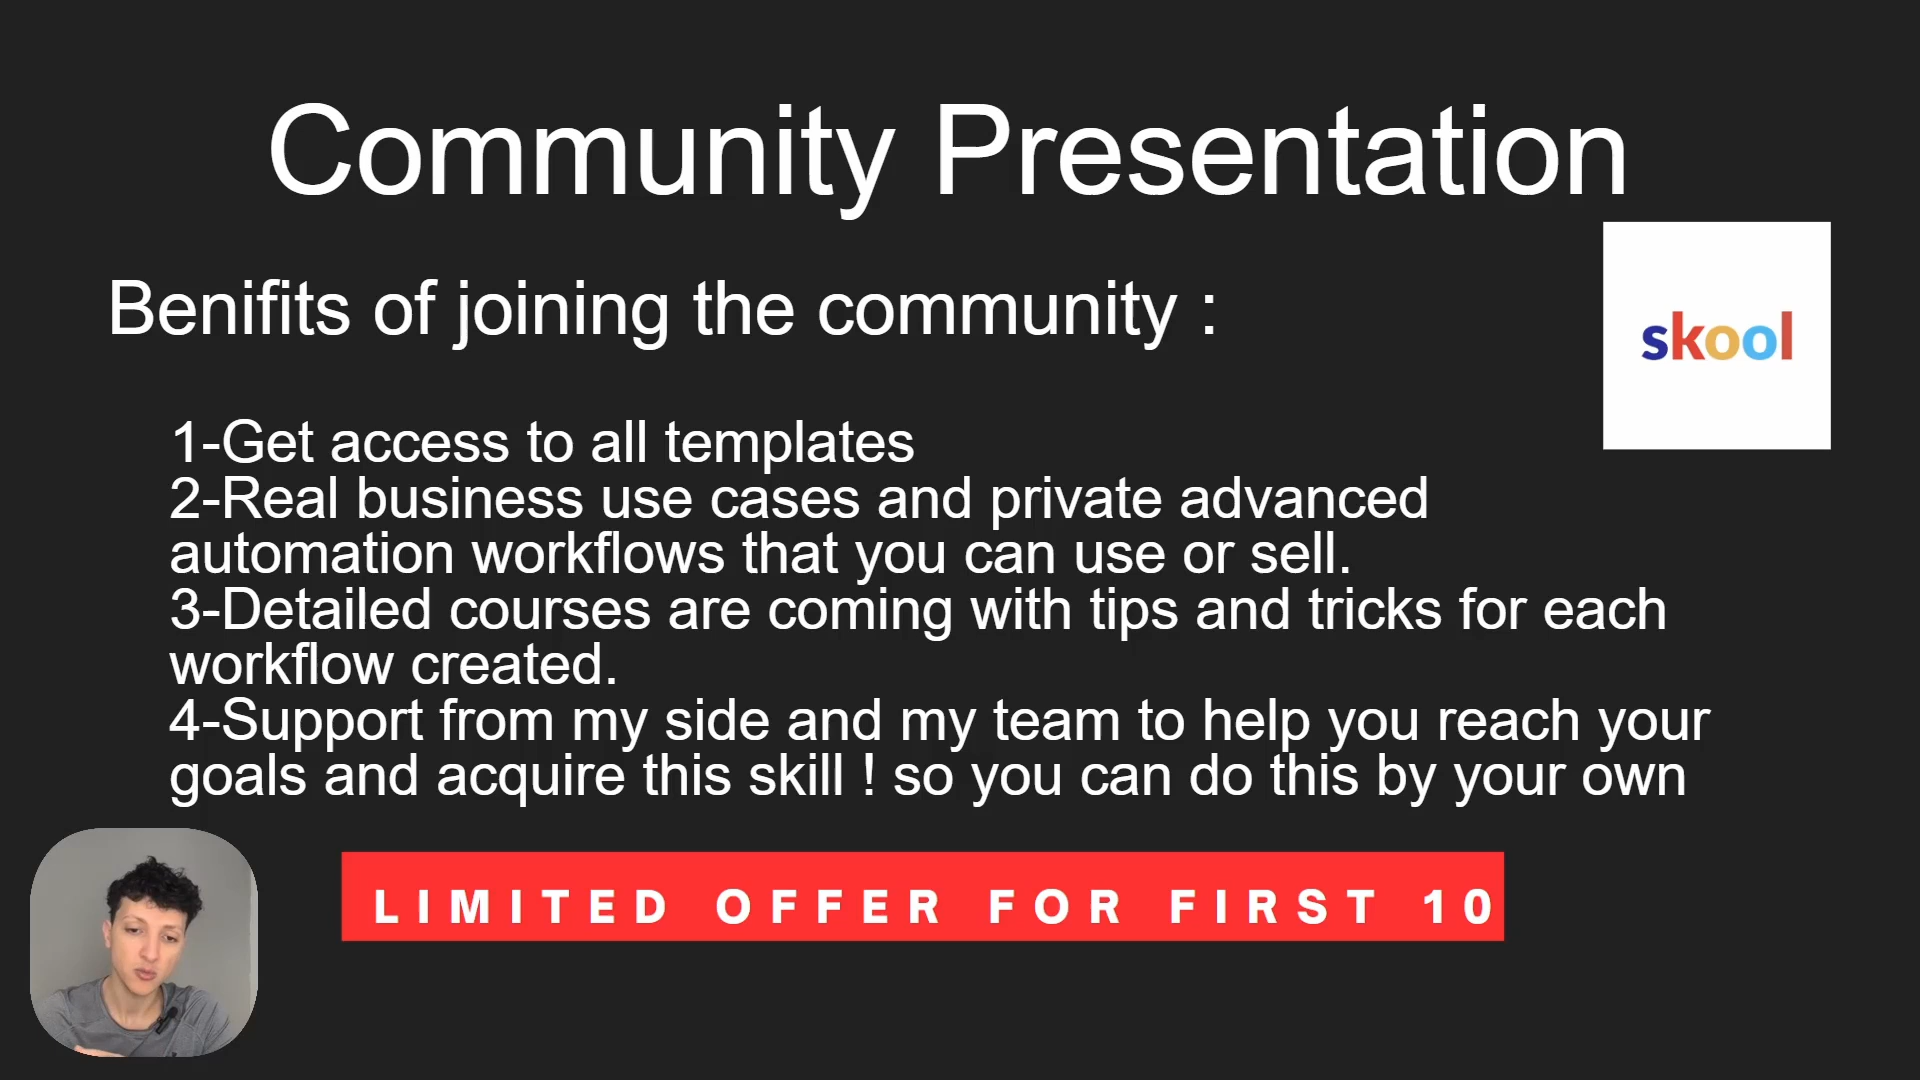 Community Presentation
Benifits of joining the community :
skool
1-Get access to all templates
2-Real business use cases and private advanced
automation workflows that you can use or sell.
3-Detailed courses are coming with tips and tricks for each
workflow created.
4-Support from my side and my team to help you reach your
goals and acquire this skill ! so you can do this by your own
LIMITED OFFER FOR FIRST 10